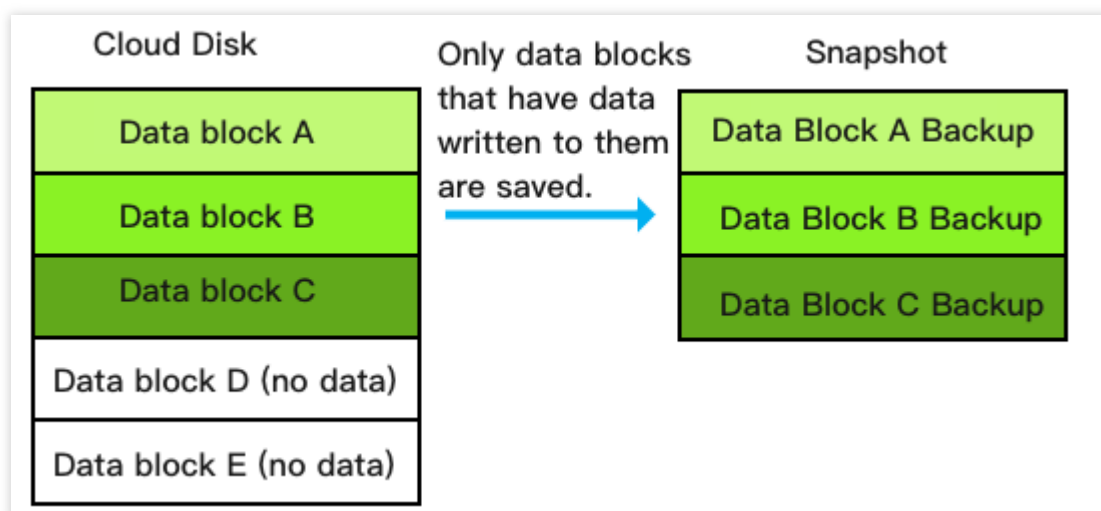 Cloud Disk
Data block A
Data block B
Data block C
Data block D (no data)
Data block E (no data)
Only data blocks
that have data
written to them
are saved.
Snapshot
Data Block A Backup
Data Block B Backup
Data Block C Backup